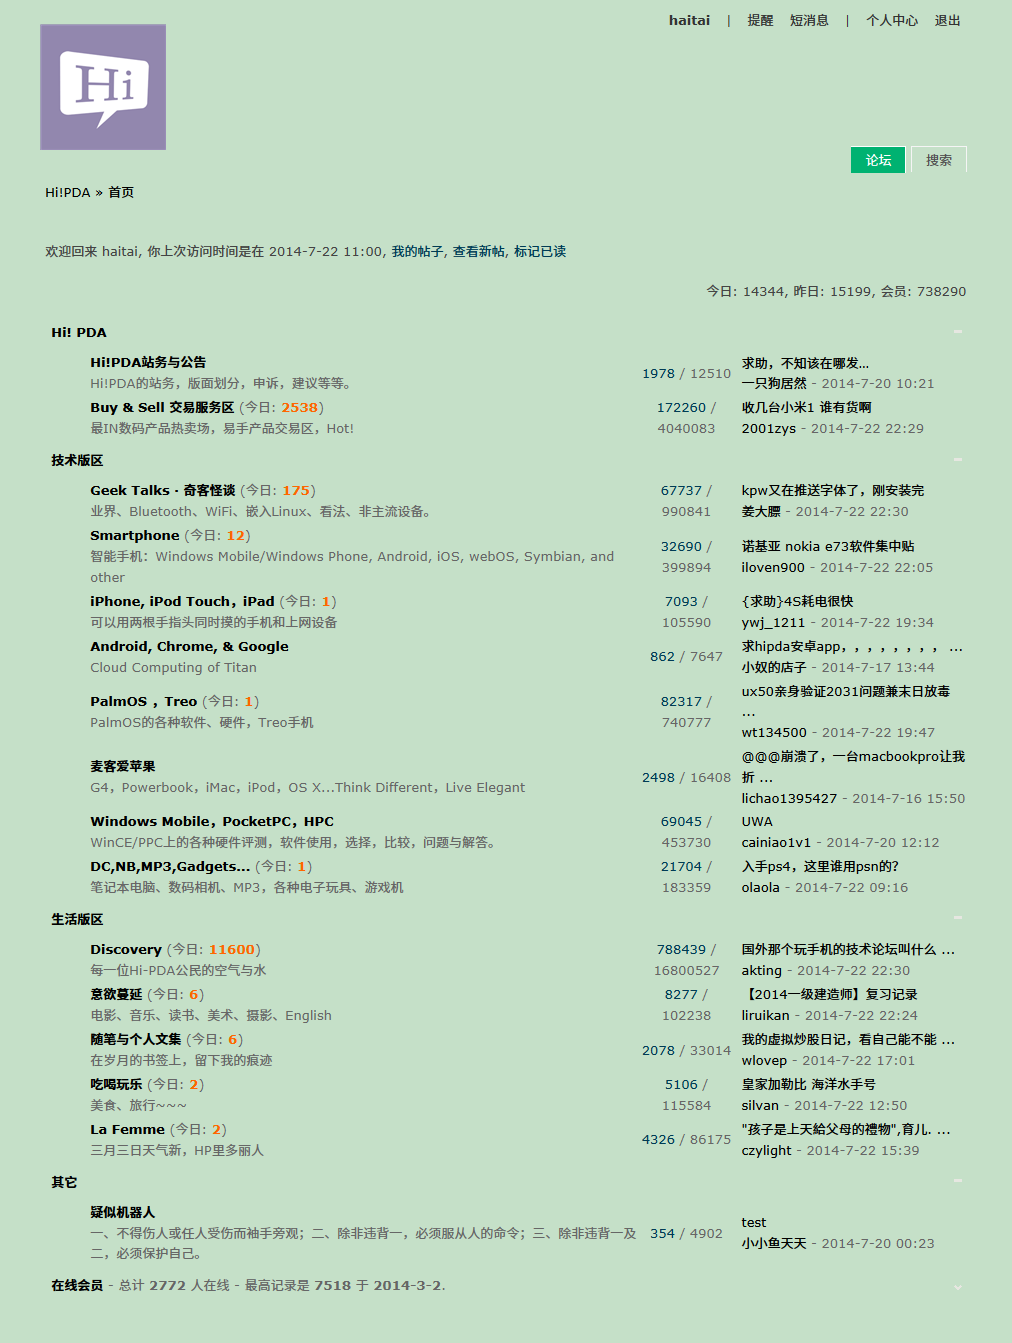 haitai | 提醒 短消息 | 个人中心 退出
Hi
论坛 搜索
Hi!PDA » 首页
欢迎回来 haitai, 你上次访问时间是在 2014-7-22 11:00, 我的帖子, 查看新帖, 标记已读
今日: 14344, 昨日: 15199, 会员: 738290
Hi! PDA
Hi!PDA站务与公告
Hi!PDA的站务，版面划分，申诉，建议等等。
1978 / 12510
求助，不知该在哪发...
一只狗居然 - 2014-7-20 10:21
Buy & Sell 交易服务区 (今日: 2538)
最IN数码产品热卖场，易手产品交易区，Hot!
172260 /
4040083
收几台小米1 谁有货啊
2001zys - 2014-7-22 22:29
技术版区
Geek Talks · 奇客怪谈 (今日: 175)
业界、Bluetooth、WiFi、嵌入Linux、看法、非主流设备。
67737 /
990841
kpw又在推送字体了，刚安装完
姜大膘 - 2014-7-22 22:30
Smartphone (今日: 12)
智能手机：Windows Mobile/Windows Phone, Android, iOS, webOS, Symbian, and
other
32690 /
399894
诺基亚 nokia e73软件集中贴
iloven900 - 2014-7-22 22:05
iPhone, iPod Touch，iPad (今日: 1)
可以用两根手指头同时摸的手机和上网设备
7093 /
105590
{求助}4S耗电很快
ywj_1211 - 2014-7-22 19:34
Android, Chrome, & Google
Cloud Computing of Titan
862 / 7647
求hipda安卓app，，，，，，，， ...
小奴的店子 - 2014-7-17 13:44
PalmOS ，Treo (今日: 1)
PalmOS的各种软件、硬件，Treo手机
82317 /
740777
ux50亲身验证2031问题兼末日放毒
...
wt134500 - 2014-7-22 19:47
麦客爱苹果
G4，Powerbook，iMac，iPod，OS X...Think Different，Live Elegant
2498 / 16408
@@@崩溃了，一台macbookpro让我
折 ...
lichao1395427 - 2014-7-16 15:50
Windows Mobile，PocketPC，HPC
WinCE/PPC上的各种硬件评测，软件使用，选择，比较，问题与解答。
69045 /
453730
UWA
cainiao1v1 - 2014-7-20 12:12
DC,NB,MP3,Gadgets... (今日: 1)
笔记本电脑、数码相机、MP3，各种电子玩具、游戏机
21704 /
183359
入手ps4，这里谁用psn的?
olaola - 2014-7-22 09:16
生活版区
Discovery (今日: 11600)
每一位Hi-PDA公民的空气与水
788439 /
16800527
国外那个玩手机的技术论坛叫什么 ...
akting - 2014-7-22 22:30
意欲蔓延 (今日: 6)
电影、音乐、读书、美术、摄影、English
8277 /
102238
【2014一级建造师】复习记录
liruikan - 2014-7-22 22:24
随笔与个人文集 (今日: 6)
在岁月的书签上，留下我的痕迹
2078 / 33014
我的虚拟炒股日记，看自己能不能 ...
wlovep - 2014-7-22 17:01
吃喝玩乐 (今日: 2)
美食、旅行~~~
5106 /
115584
皇家加勒比 海洋水手号
silvan - 2014-7-22 12:50
La Femme (今日: 2)
三月三日天气新，HP里多丽人
4326 / 86175
"孩子是上天給父母的禮物",育儿. ...
czylight - 2014-7-22 15:39
其它
疑似机器人
一、不得伤人或任人受伤而袖手旁观；二、除非违背一，必须服从人的命令；三、除非违背一及
二，必须保护自己。
354 / 4902
test
小小鱼天天 - 2014-7-20 00:23
在线会员 - 总计 2772 人在线 - 最高记录是 7518 于 2014-3-2.